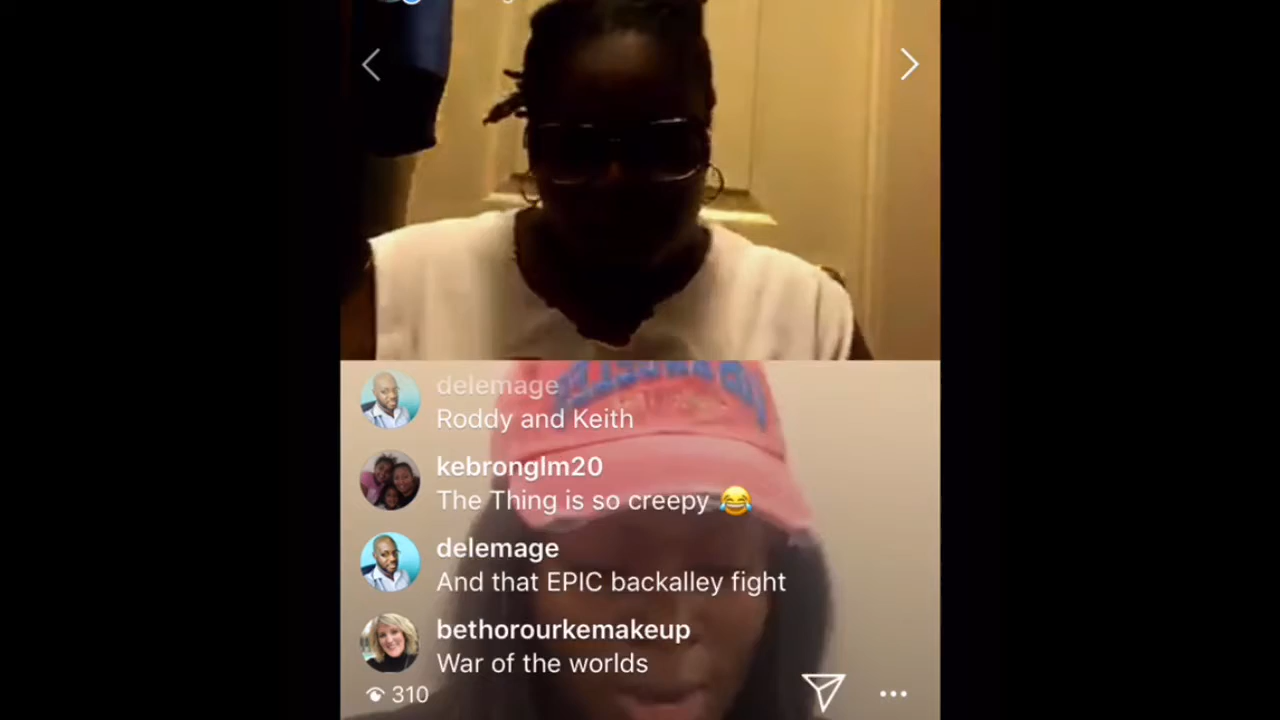 delemage
Roddy and Keith
kebronglm20
The Thing is so creepy 😂
delemage
And that EPIC backalley fight
bethorourkemakeup
War of the worlds
310